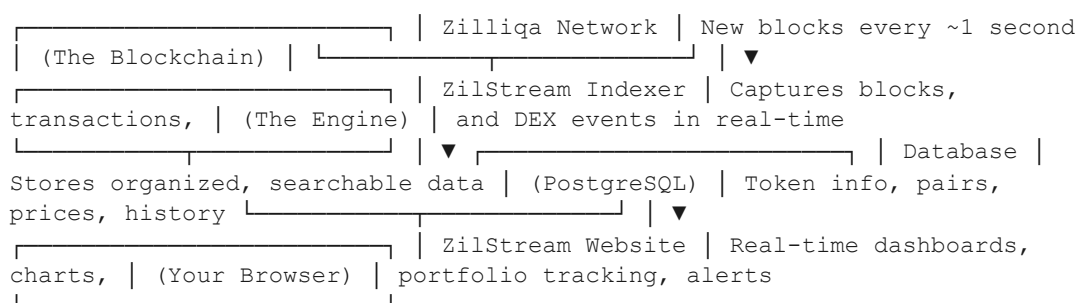 ┌─────────────────────────┐ │ Zilliqa Network │ New blocks every ~1 second
│ (The Blockchain) │ └───────────┬─────────────┘ │ ▼
┌─────────────────────────┐ │ ZilStream Indexer │ Captures blocks,
transactions, │ (The Engine) │ and DEX events in real-time
└───────────┬─────────────┘ │ ▼ ┌─────────────────────────┐ │ Database │
Stores organized, searchable data │ (PostgreSQL) │ Token info, pairs,
prices, history └───────────┬─────────────┘ │ ▼
┌─────────────────────────┐ │ ZilStream Website │ Real-time dashboards,
charts, │ (Your Browser) │ portfolio tracking, alerts
└─────────────────────────┘